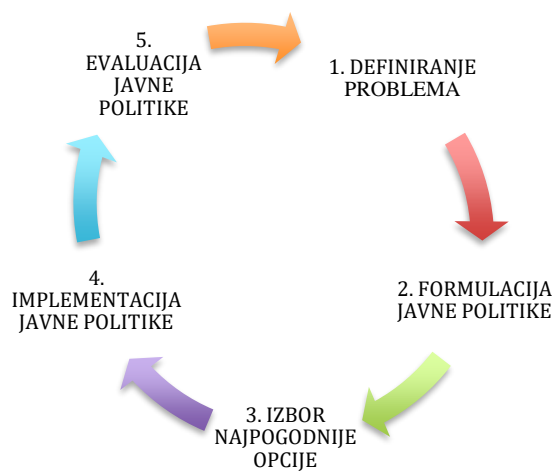 1. DEFINIRANJE
PROBLEMA
2. FORMULACIJA
JAVNE POLITIKE
3. IZBOR
NAJPOGODNIJE
OPCIJE
4.
IMPLEMENTACIJA
JAVNE POLITIKE
5.
EVALUACIJA
JAVNE
POLITIKE